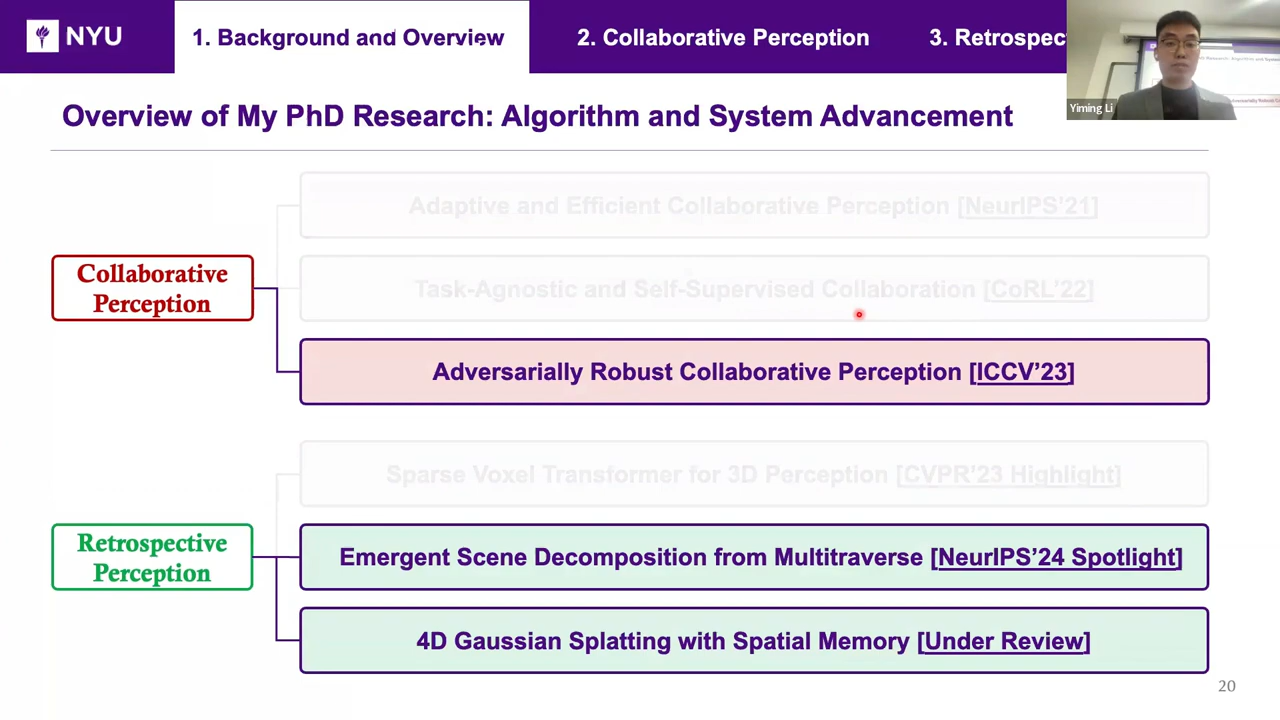 NYU
1. Background and Overview
2. Collaborative Perception
3. Retrospec
Yiming Li
Overview of My PhD Research: Algorithm and System Advancement
Adaptive and Efficient Collaborative Perception [NeurIPS'21]
Collaborative
Perception
Task-Agnostic and Self-Supervised Collaboration [CoRL'22]
Adversarially Robust Collaborative Perception [ICCV'23]
Sparse Voxel Transformer for 3D Perception [CVPR'23 Highlight]
Retrospective
Perception
Emergent Scene Decomposition from Multitraverse [NeurIPS'24 Spotlight]
4D Gaussian Splatting with Spatial Memory [Under Review]
20